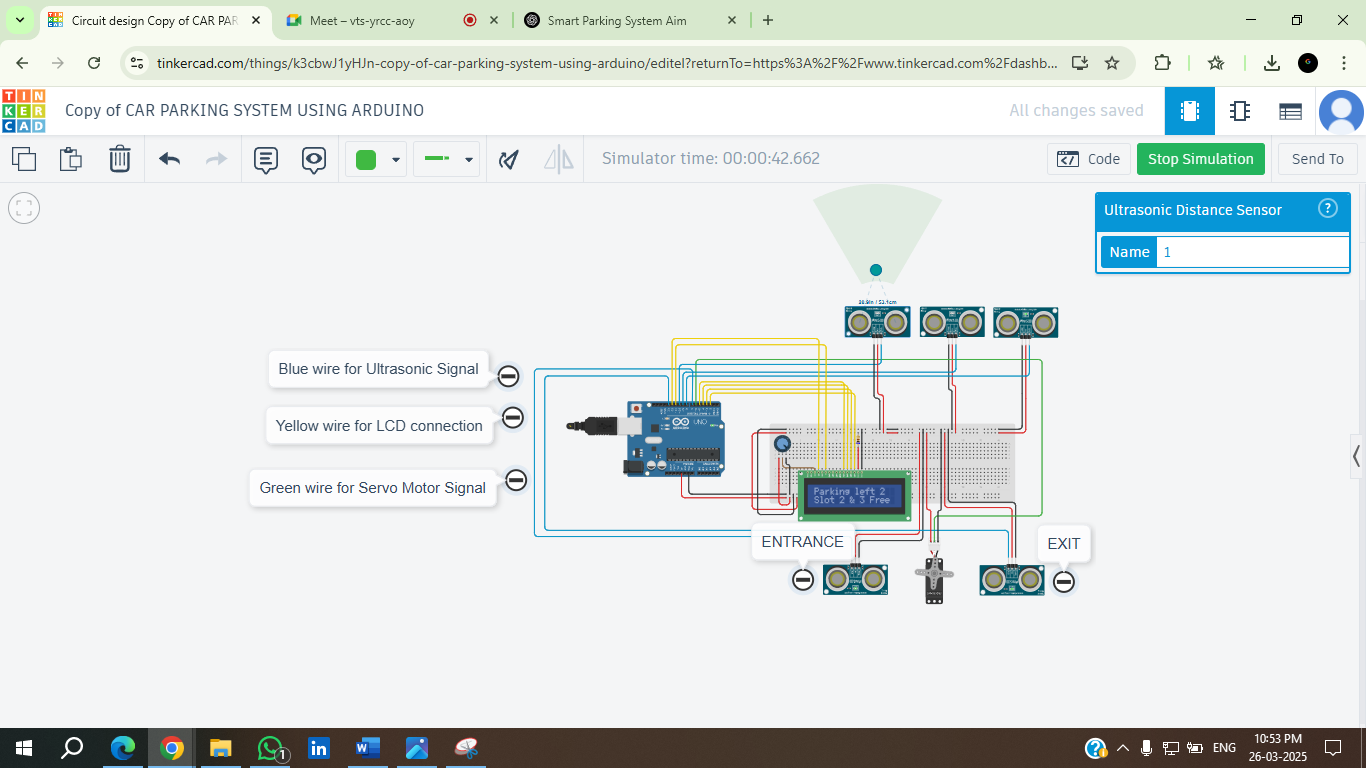 Circuit design Copy of CAR PAR
Meet – vts-yrcc-aoy
Smart Parking System Aim
tinkercad.com/things/k3cbwJ1yHJn-copy-of-car-parking-system-using-arduino/editel?returnTo=https%3A%2F%2Fwww.tinkercad.com%2Fdashb...
G
TIN
KER
CAD
Copy of CAR PARKING SYSTEM USING ARDUINO
All changes saved
Simulator time: 00:00:42.662
Code
Stop Simulation
Send To
Ultrasonic Distance Sensor
?
Name
1
Blue wire for Ultrasonic Signal
Yellow wire for LCD connection
Green wire for Servo Motor Signal
UNO
Parking left 2
Slot 2 & 3 Free
ENTRANCE
EXIT
1
ENG
10:53 PM
26-03-2025